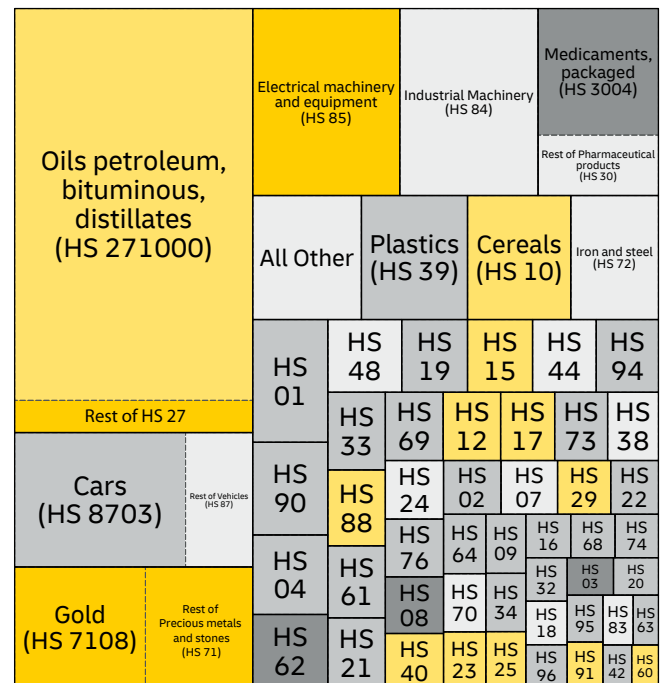 Oils petroleum,
bituminous,
distillates
(HS 271000)
Rest of HS 27
Cars
(HS 8703)
Rest of Vehicles
(HS 87)
Gold
(HS 7108)
Rest of
Precious metals
and stones
(HS 71)
Electrical machinery
and equipment
(HS 85)
Industrial Machinery
(HS 84)
Medicaments,
packaged
(HS 3004)
Rest of Pharmaceutical
products
(HS 30)
All Other
Plastics
(HS 39)
Cereals
(HS 10)
Iron and steel
(HS 72)
HS
01
HS
90
HS
04
HS
62
HS
48
HS
19
HS
15
HS
44
HS
94
HS
33
HS
88
HS
61
HS
21
HS
69
HS
12
HS
17
HS
73
HS
38
HS
24
HS
02
HS
07
HS
29
HS
22
HS
76
HS
08
HS
40
HS
64
HS
09
HS
70
HS
34
HS
23
HS
25
HS
16
HS
68
HS
74
HS
32
HS
03
HS
20
HS
18
HS
95
HS
83
HS
63
HS
96
HS
91
HS
42
HS
60